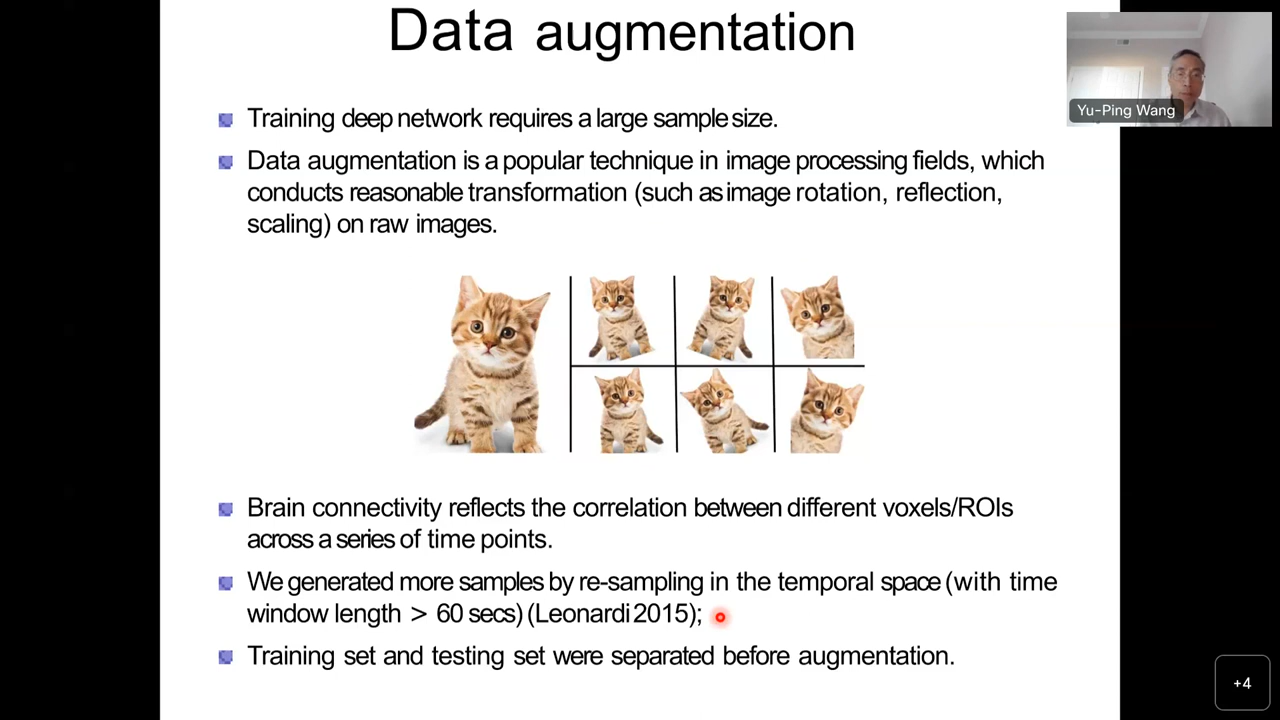 Data augmentation
Yu-Ping Wang
Training deep network requires a large sample size.
Data augmentation is a popular technique in image processing fields, which
conducts reasonable transformation (such as image rotation, reflection,
scaling) on raw images.
Brain connectivity reflects the correlation between different voxels/ROIs
across a series of time points.
We generated more samples by re-sampling in the temporal space (with time
window length > 60 secs) (Leonardi 2015);
Training set and testing set were separated before augmentation.
+4